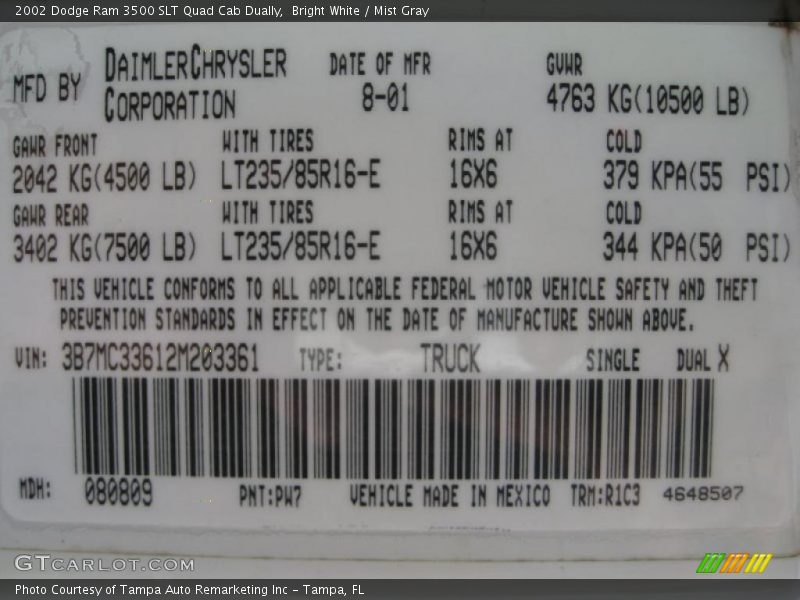 2002 Dodge Ram 3500 SLT Quad Cab Dually,  Bright White / Mist Gray
MFD BY DAIMLERCHRYSLER CORPORATION DATE OF MFR 8-01 GVWR 4763 KG(10500 LB)
GAWR FRONT WITH TIRES RIMS AT COLD
2042 KG(4500 LB) LT235/85R16-E 16X6 379 KPA(55 PSI)
GAWR REAR WITH TIRES RIMS AT COLD
3402 KG(7500 LB) LT235/85R16-E 16X6 344 KPA(50 PSI)
THIS VEHICLE CONFORMS TO ALL APPLICABLE FEDERAL MOTOR VEHICLE SAFETY AND THEFT
PREVENTION STANDARDS IN EFFECT ON THE DATE OF MANUFACTURE SHOWN ABOVE.
VIN: 3B7MC33612M203361 TYPE: TRUCK SINGLE DUAL X
MDH: 080809 PNT:PW7 VEHICLE MADE IN MEXICO TRM:R1C3 4648507
GTCARLOT.COM
Photo Courtesy of Tampa Auto Remarketing Inc - Tampa, FL